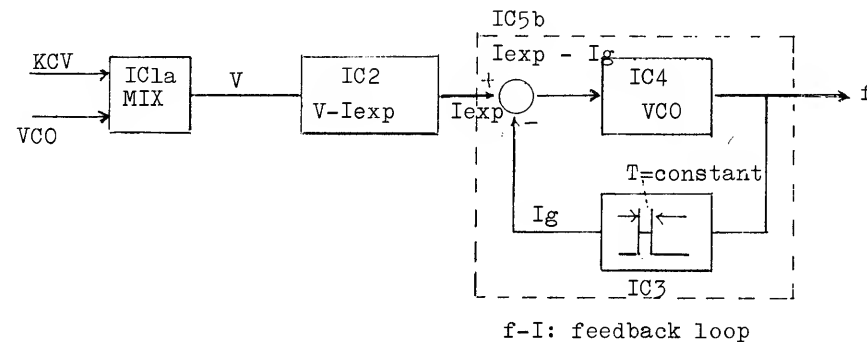 IC5b
Iexp - Ig
KCV
IC1a
MIX
VCO
V
IC2
V-Iexp
Iexp
+
-
IC4
VCO
f
T=constant
Ig
IC3
f-I: feedback loop